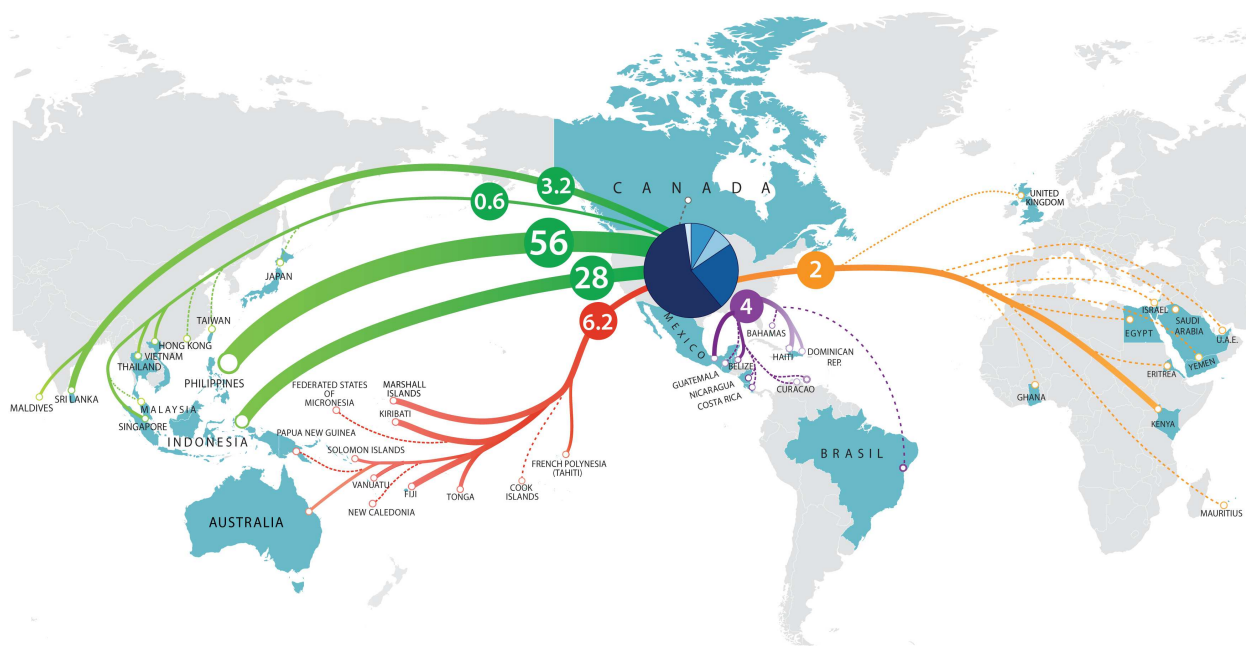 CANADA
3.2
0.6
56
28
6.2
4
2
UNITED
KINGDOM
JAPAN
TAIWAN
HONG KONG
VIETNAM
THAILAND
PHILIPPINES
SRI LANKA
MALDIVES
MALAYSIA
SINGAPORE
INDONESIA
FEDERATED STATES
OF
MICRONESIA
MARSHALL
ISLANDS
KIRIBATI
PAPUA NEW GUINEA
SOLOMON ISLANDS
VANUATU
FIJI
TONGA
NEW CALEDONIA
COOK
ISLANDS
FRENCH POLYNESIA
(TAHITI)
AUSTRALIA
MEXICO
BAHAMAS
HAITI
DOMINICAN
REP.
GUATEMALA
BELIZE
NICARAGUA
COSTA RICA
CURACAO
BRASIL
ISRAEL
SAUDI
ARABIA
EGYPT
U.A.E.
YEMEN
ERITREA
GHANA
KENYA
MAURITIUS